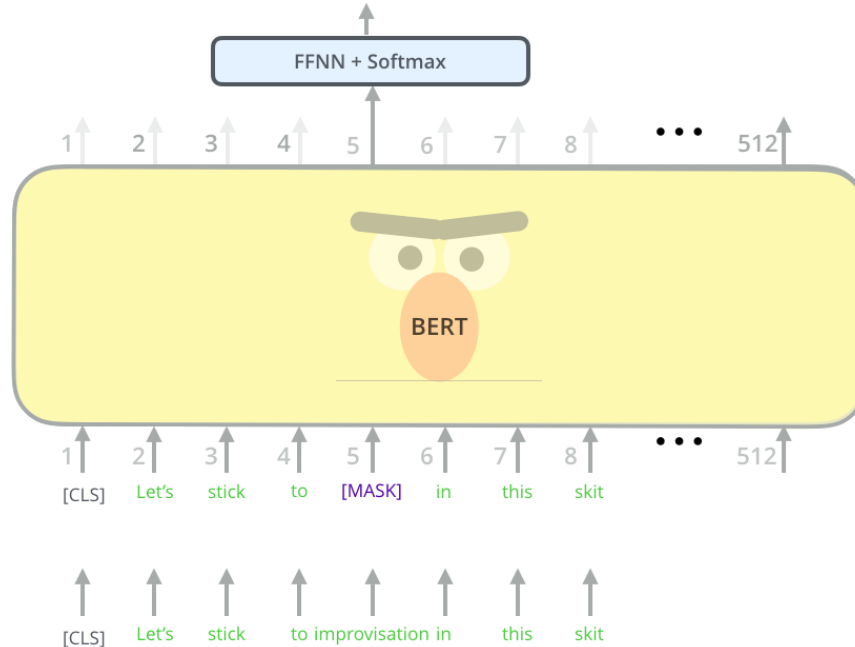 FFNN + Softmax
1 2 3 4 5 6 7 8 ••• 512
BERT
1 2 3 4 5 6 7 8 ••• 512
[CLS] Let's stick to [MASK] in this skit
[CLS] Let's stick to improvisation in this skit